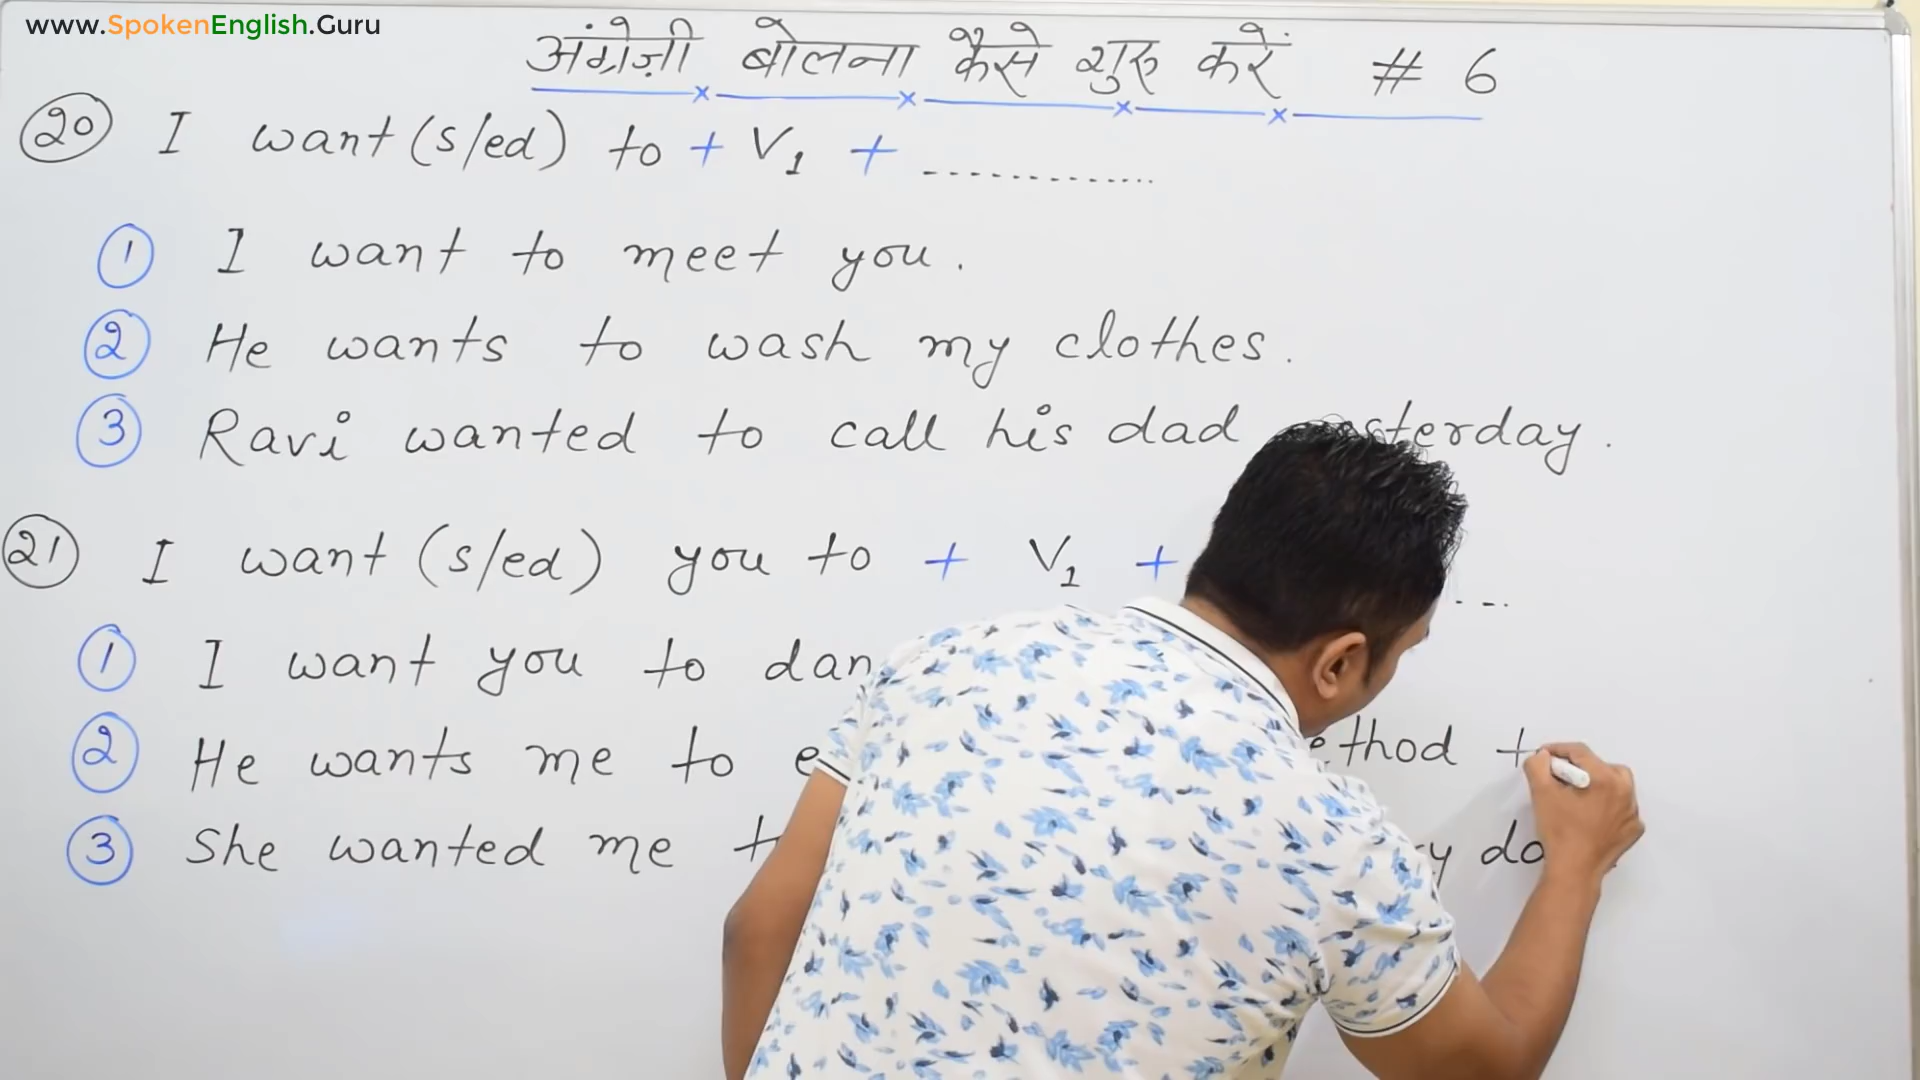 www.SpokenEnglish.Guru
अंग्रेज़ी बोलना कैसे शुरु करें # 6
20 I want (s/ed) to + V1 + .............
1 I want to meet you.
2 He wants to wash my clothes.
3 Ravi wanted to call his dad yesterday.
21 I want (s/ed) you to + V1 + ...
1 I want you to
2 He wants me to
3 She wanted me